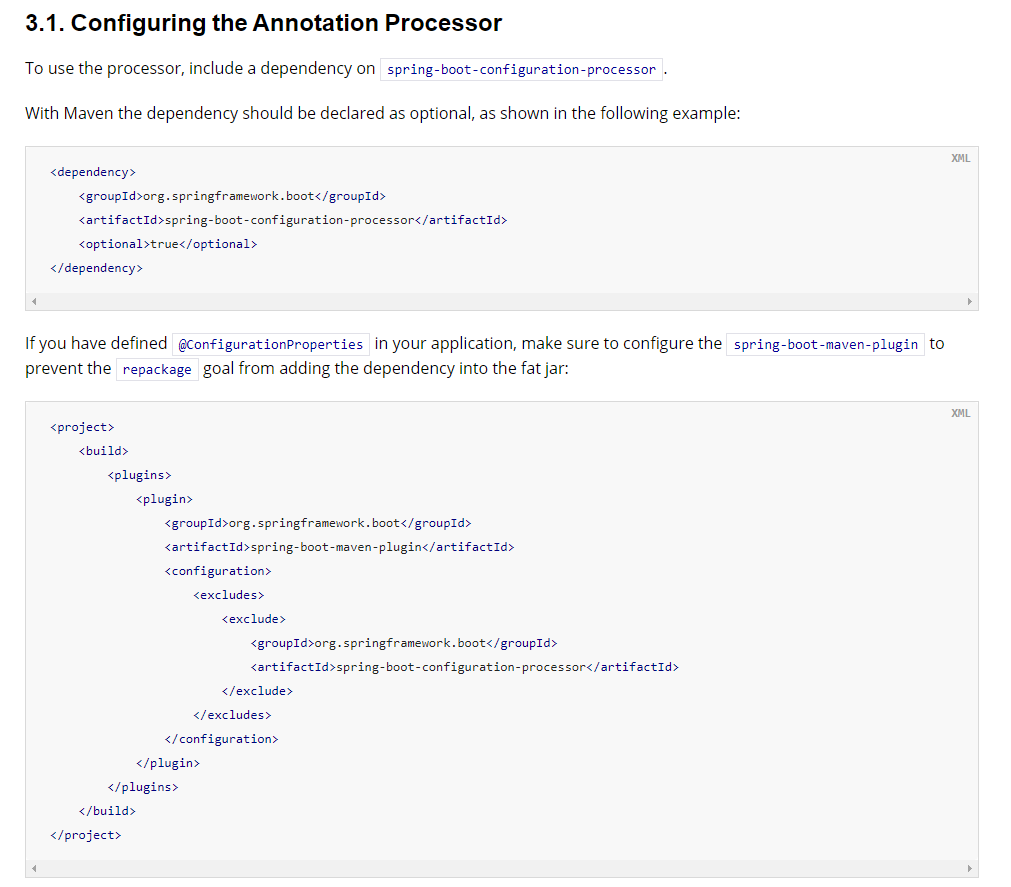 3.1. Configuring the Annotation Processor
To use the processor, include a dependency on spring-boot-configuration-processor.
With Maven the dependency should be declared as optional, as shown in the following example:
XML
<dependency>
    <groupId>org.springframework.boot</groupId>
    <artifactId>spring-boot-configuration-processor</artifactId>
    <optional>true</optional>
</dependency>
If you have defined @ConfigurationProperties in your application, make sure to configure the spring-boot-maven-plugin to
prevent the repackage goal from adding the dependency into the fat jar:
XML
<project>
    <build>
        <plugins>
            <plugin>
                <groupId>org.springframework.boot</groupId>
                <artifactId>spring-boot-maven-plugin</artifactId>
                <configuration>
                    <excludes>
                        <exclude>
                            <groupId>org.springframework.boot</groupId>
                            <artifactId>spring-boot-configuration-processor</artifactId>
                        </exclude>
                    </excludes>
                </configuration>
            </plugin>
        </plugins>
    </build>
</project>